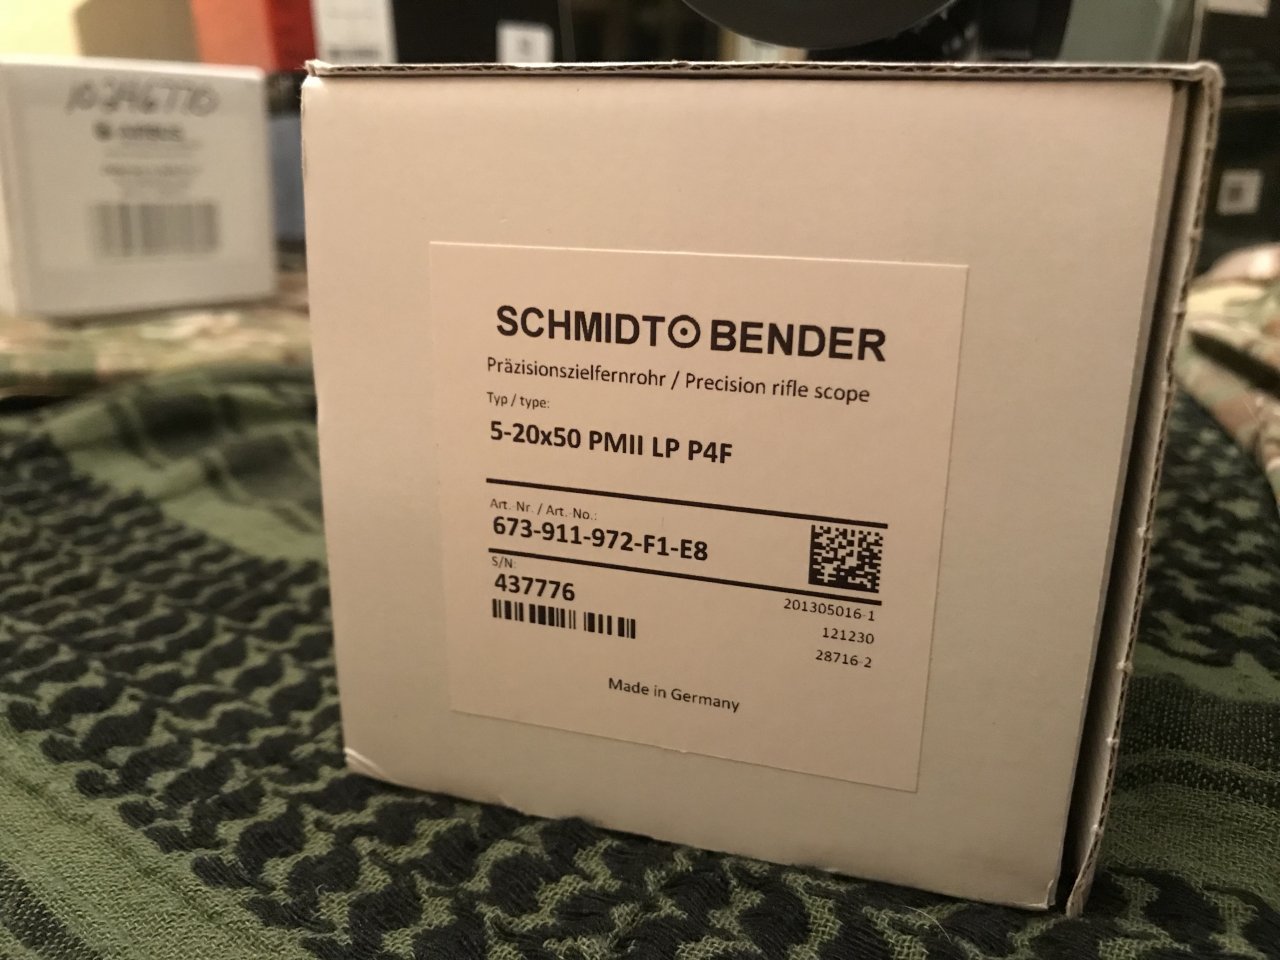 10246770
SCHMIDT BENDER
Präzisionszielfernrohr / Precision rifle scope
Typ / type:
5-20x50 PMII LP P4F
Art.-Nr. / Art.-No.:
673-911-972-F1-E8
S/N:
437776
201305016-1
121230
28716-2
Made in Germany